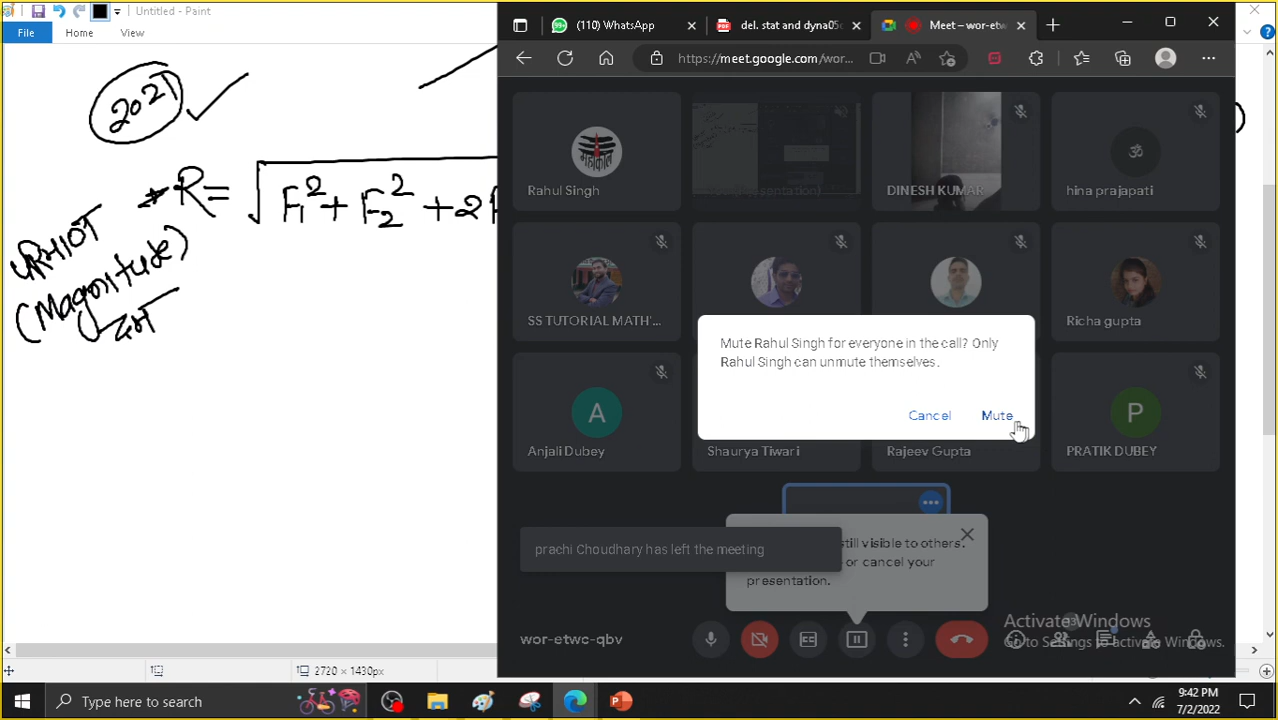 Untitled - Paint
File
Home
View
2720 × 1430px
R= √F₁² + F₂² + 2F
(Magnitude)
(110) WhatsApp
del. stat and dyna05
Meet – wor-etw
https://meet.google.com/wor...
Rahul Singh
DINESH KUMAR
hina prajapati
SS TUTORIAL MATH'...
Richa gupta
Mute Rahul Singh for everyone in the call? Only
Rahul Singh can unmute themselves.
Cancel
Mute
A
P
Anjali Dubey
Shaurya Tiwari
Rajeev Gupta
PRATIK DUBEY
still visible to others.
or cancel your
presentation.
prachi Choudhary has left the meeting
wor-etwc-qbv
Activate Windows
Go to Settings to activate Windows.
Type here to search
9:42 PM
7/2/2022